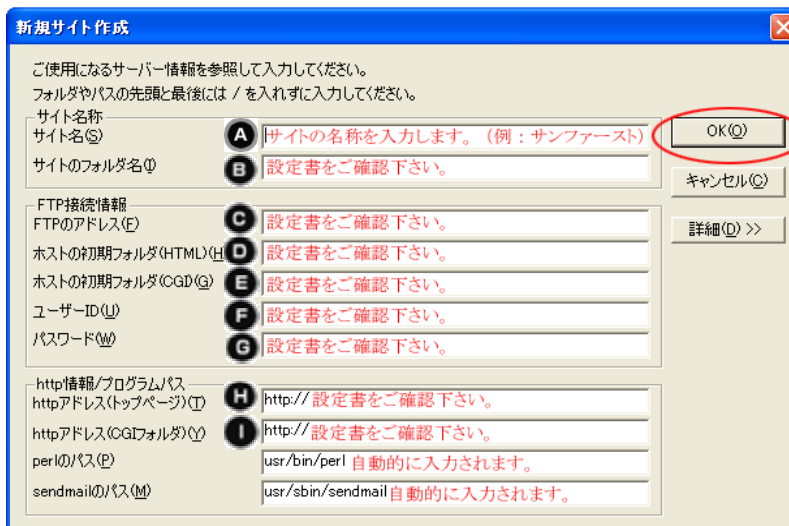 新規サイト作成
ご使用になるサーバー情報を参照して入力してください。
フォルダやパスの先頭と最後には / を入れずに入力してください。
サイト名称
サイト名(S) A サイトの名称を入力します。（例：サンファースト） OK(O)
サイトのフォルダ名(I) B 設定書をご確認下さい。
キャンセル(C)
FTP接続情報
FTPのアドレス(F) C 設定書をご確認下さい。 詳細(D) >>
ホストの初期フォルダ(HTML)(H D 設定書をご確認下さい。
ホストの初期フォルダ(CGI)(G) E 設定書をご確認下さい。
ユーザーID(U) F 設定書をご確認下さい。
パスワード(W) G 設定書をご確認下さい。
http情報/プログラムパス
httpアドレス(トップページ)(T) H http:// 設定書をご確認下さい。
httpアドレス(CGIフォルダ)(Y) I http:// 設定書をご確認下さい。
perlのパス(P) usr/bin/perl 自動的に入力されます。
sendmailのパス(M) usr/sbin/sendmail 自動的に入力されます。